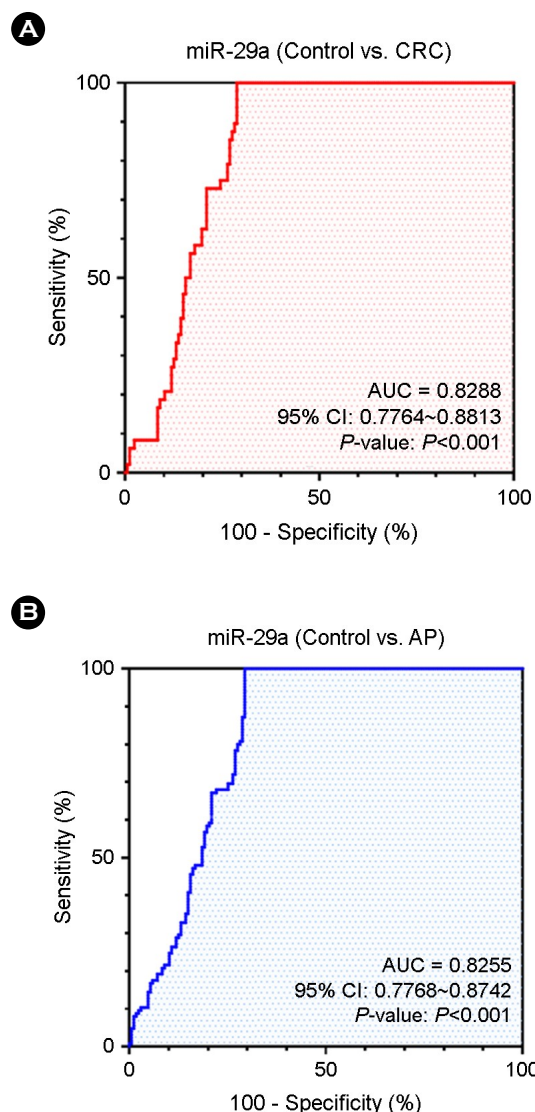 A
miR-29a (Control vs. CRC)
100
Sensitivity (%)
50
AUC = 0.8288
95% CI: 0.7764~0.8813
P-value: P<0.001
0
0 50 100
100 - Specificity (%)
B
miR-29a (Control vs. AP)
100
Sensitivity (%)
50
AUC = 0.8255
95% CI: 0.7768~0.8742
P-value: P<0.001
0
0 50 100
100 - Specificity (%)